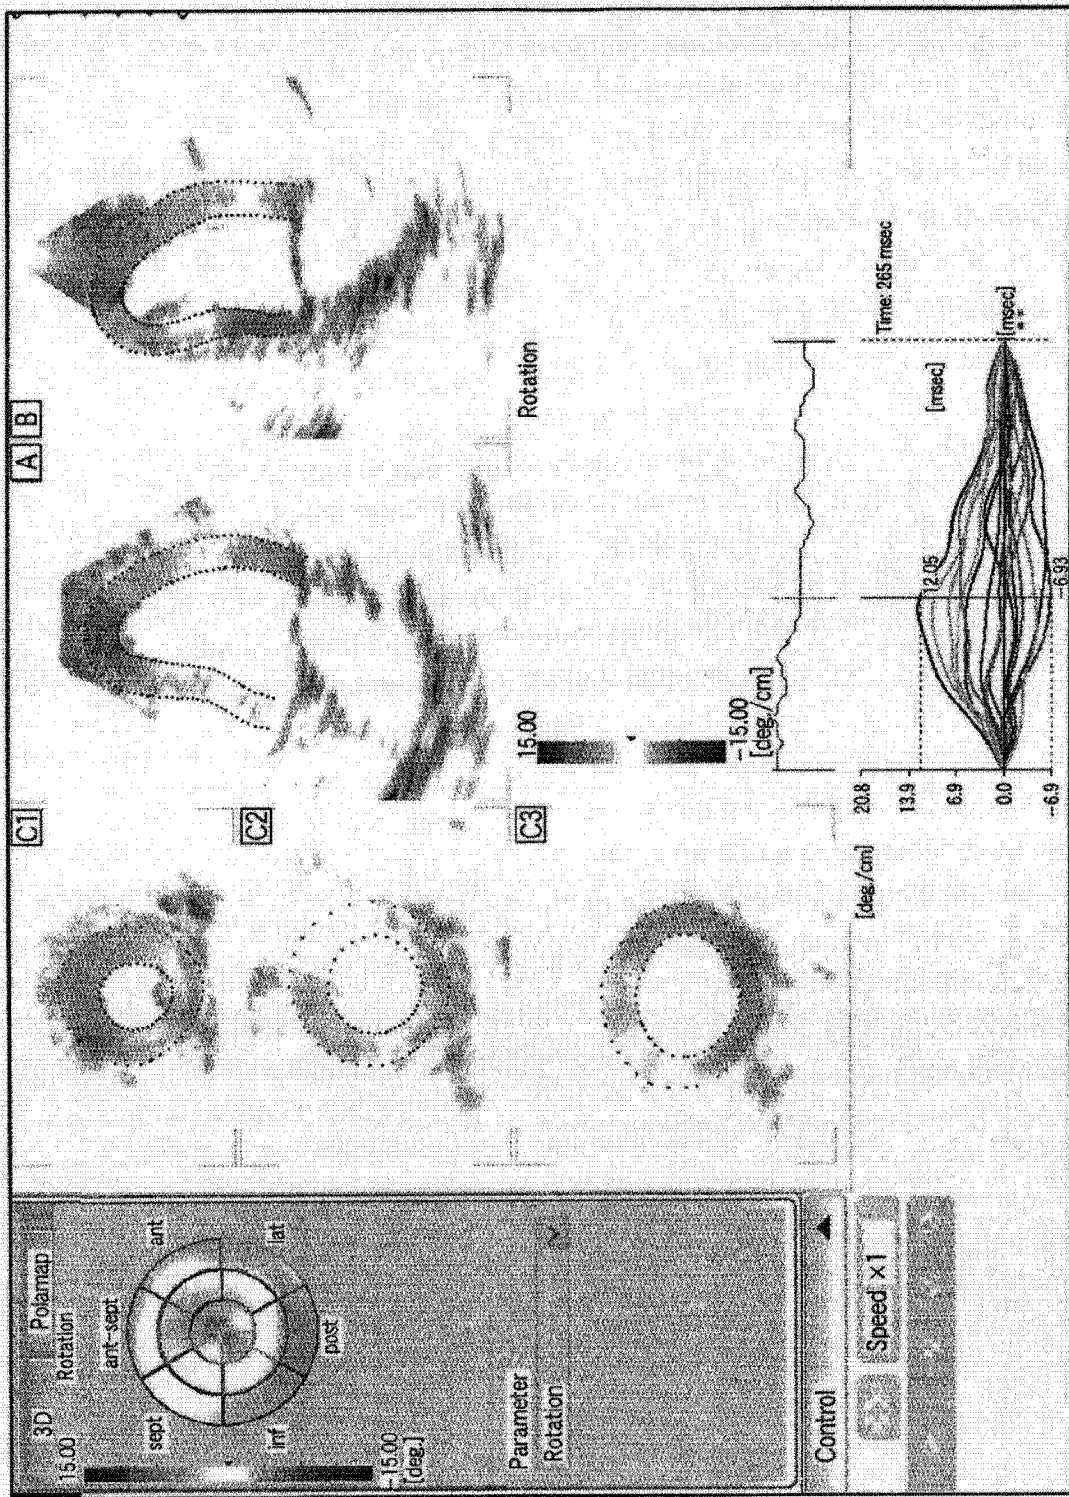 3D
Polarmap
15.00
Rotation
ant-sept
ant
sept
lat
inf
post
-15.00
[deg.]
Parameter
Rotation
Control
Speed ×1
C1
C2
C3
A
B
15.00
-15.00
[deg./cm]
Rotation
[deg./cm]
20.8
13.9
6.9
0.0
-6.9
12.05
-6.93
[msec]
Time: 265 msec
[msec]
**